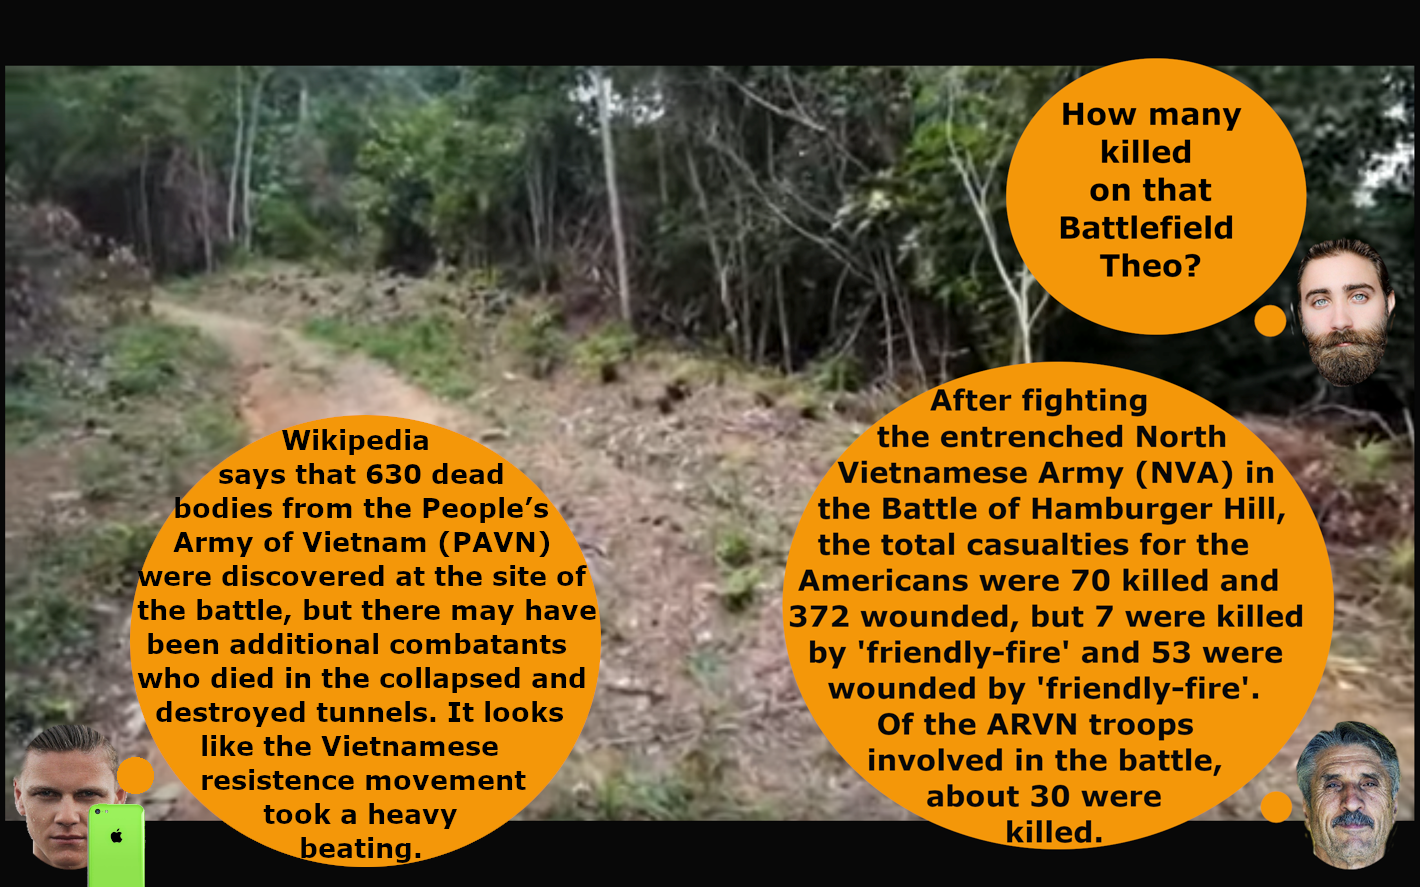 How many
killed
on that
Battlefield
Theo?
After fighting
the entrenched North
Vietnamese Army (NVA) in
the Battle of Hamburger Hill,
the total casualties for the
Americans were 70 killed and
372 wounded, but 7 were killed
by 'friendly-fire' and 53 were
wounded by 'friendly-fire'.
Of the ARVN troops
involved in the battle,
about 30 were
killed.
Wikipedia
says that 630 dead
bodies from the People’s
Army of Vietnam (PAVN)
were discovered at the site of
the battle, but there may have
been additional combatants
who died in the collapsed and
destroyed tunnels. It looks
like the Vietnamese
resistence movement
took a heavy
beating.